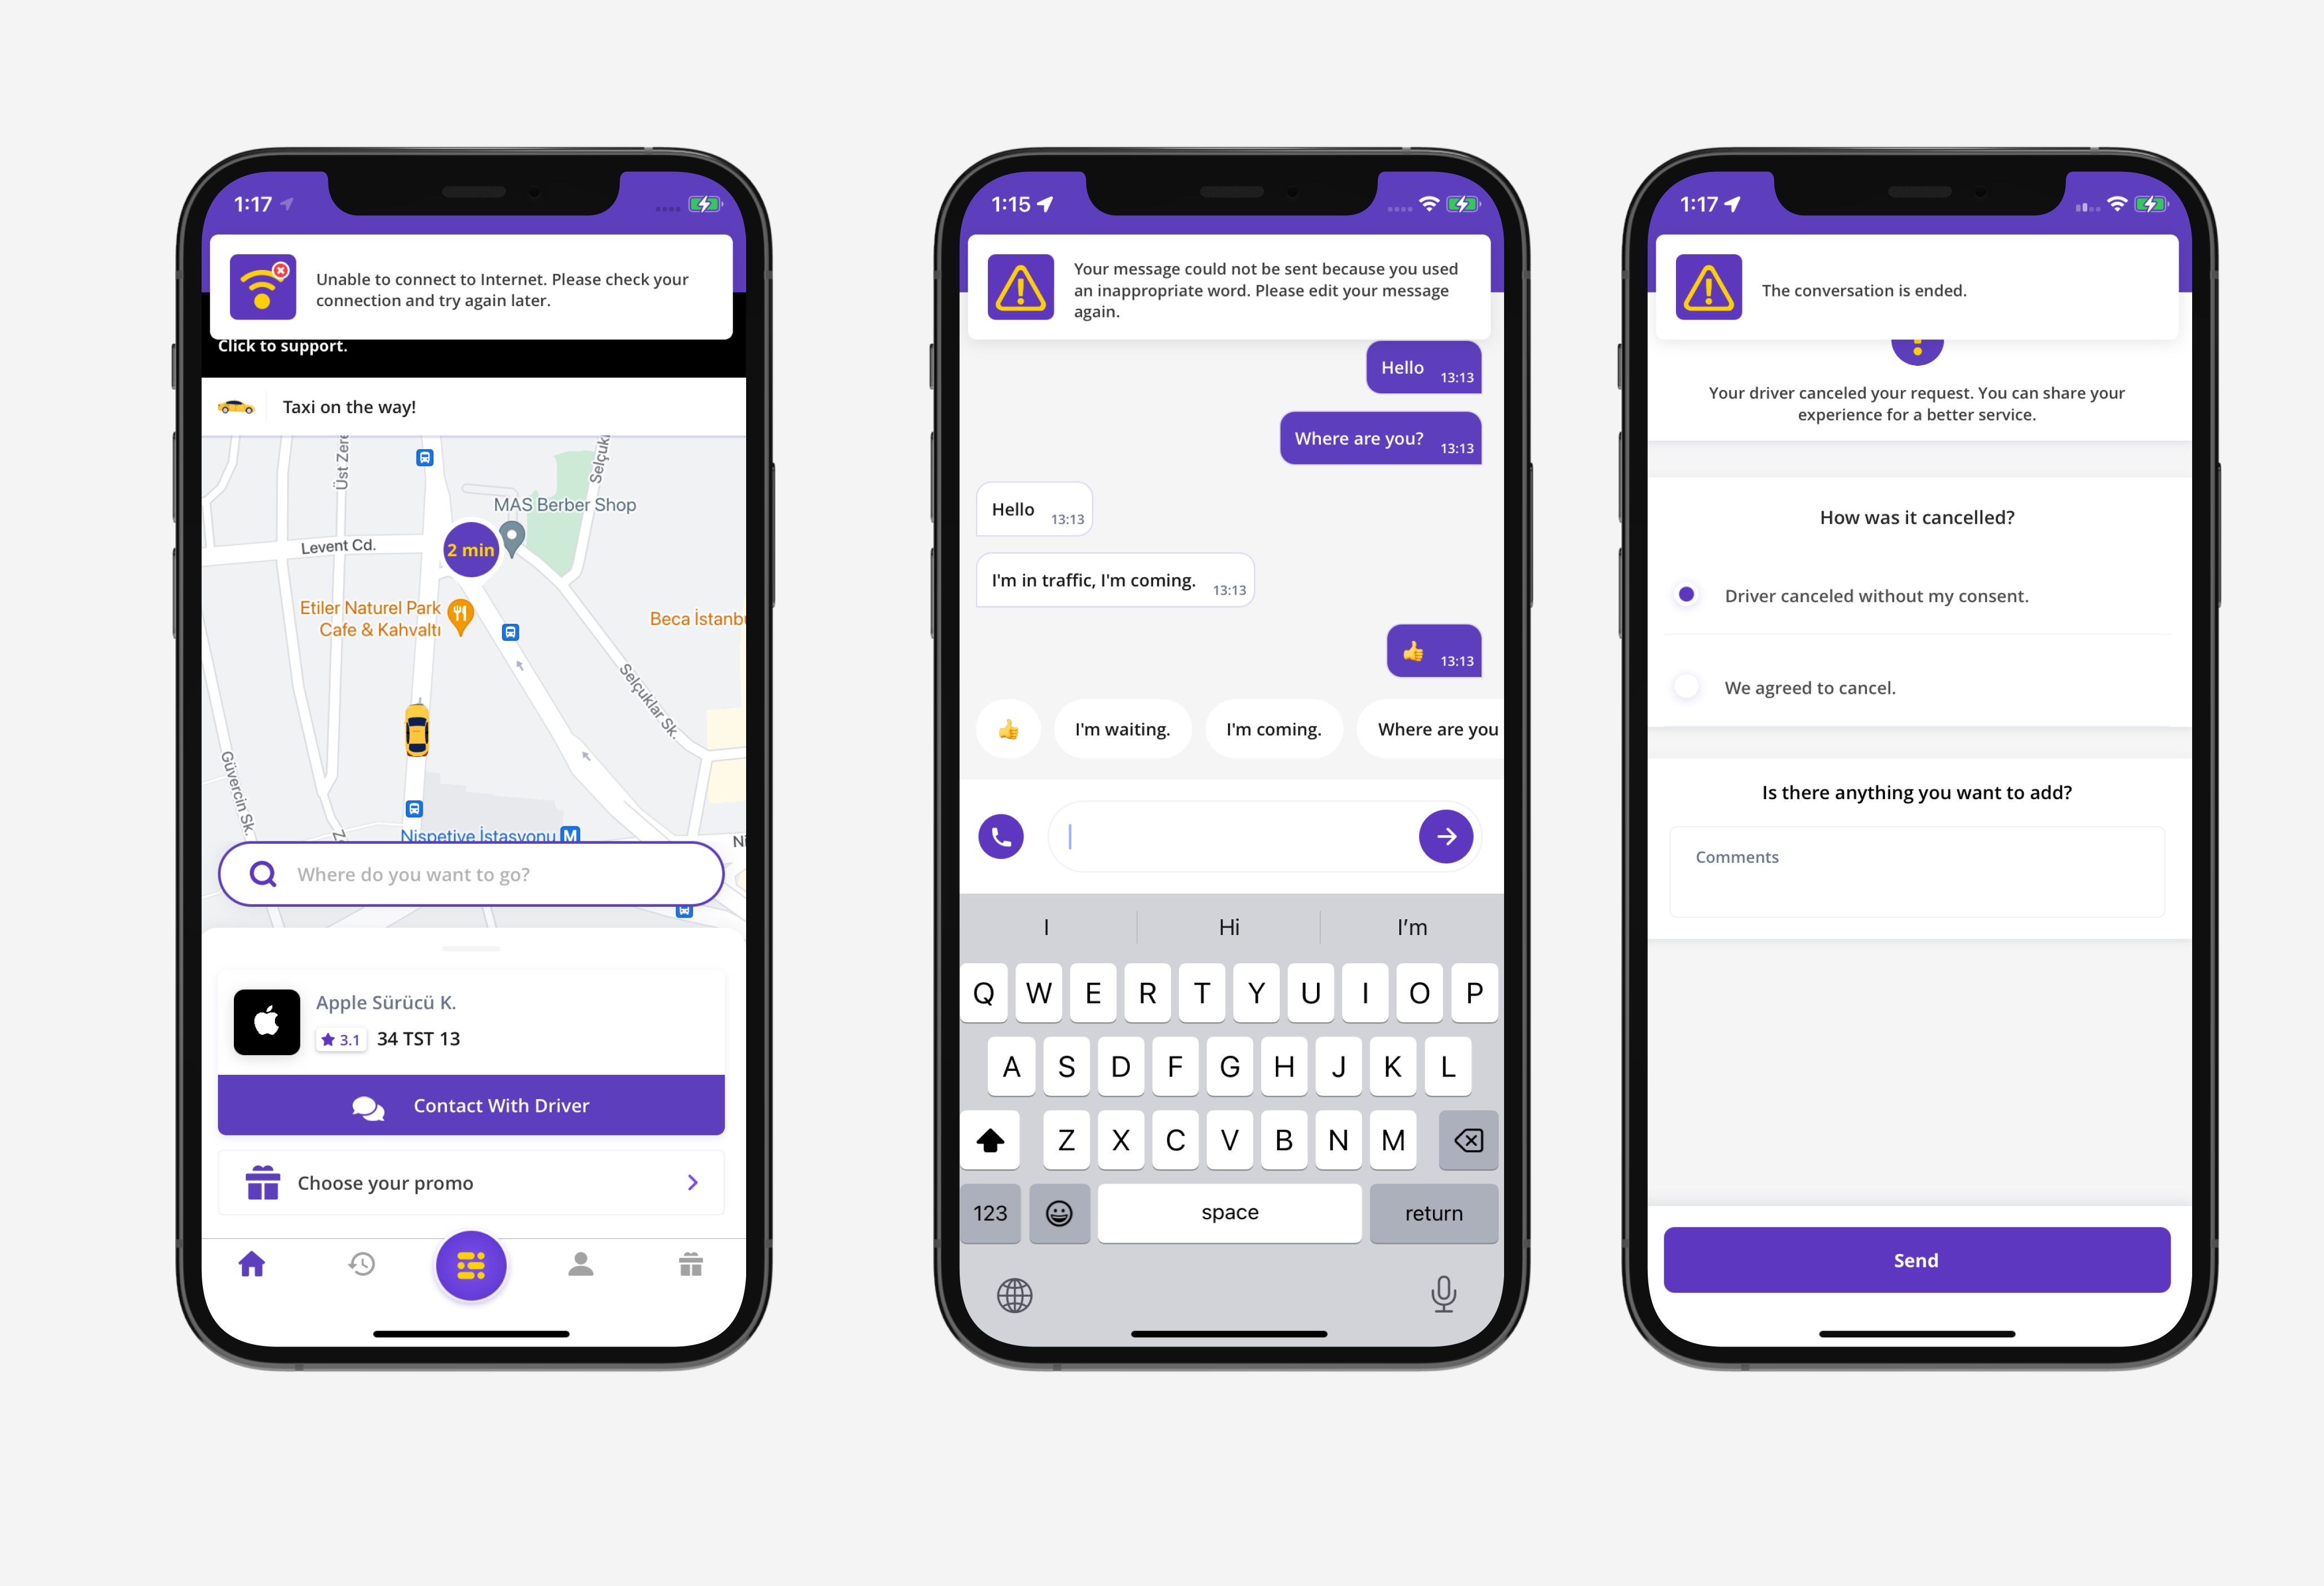 1:17
Unable to connect to Internet. Please check your
connection and try again later.
Click to support.
Taxi on the way!
Üst Zere
Selçukl
MAS Berber Shop
Levent Cd.
2 min
Etiler Naturel Park
Cafe & Kahvaltı
Beca İstanbu
Selçuklar Sk.
Güvercin Sk.
Z
Nispetiye İstasyonu M
Ni
Where do you want to go?
Apple Sürücü K.
3.1 34 TST 13
Contact With Driver
Choose your promo
1:15
Your message could not be sent because you used
an inappropriate word. Please edit your message
again.
Hello 13:13
Where are you? 13:13
Hello 13:13
I'm in traffic, I'm coming. 13:13
👍 13:13
👍 I'm waiting. I'm coming. Where are you
I Hi I’m
Q W E R T Y U I O P
A S D F G H J K L
Z X C V B N M
123 space return
1:17
The conversation is ended.
Your driver canceled your request. You can share your
experience for a better service.
How was it cancelled?
Driver canceled without my consent.
We agreed to cancel.
Is there anything you want to add?
Comments
Send